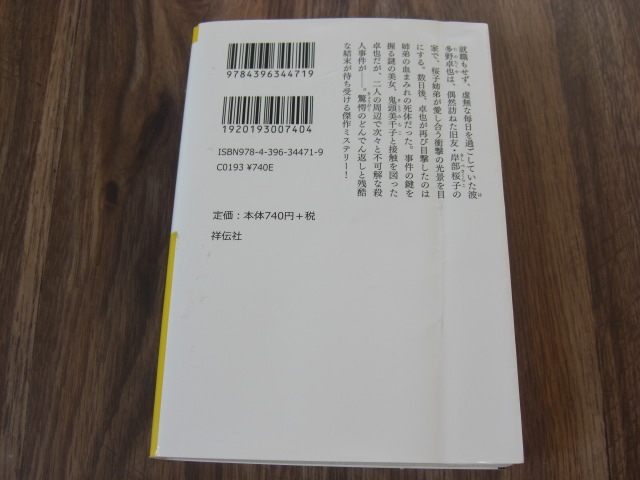 就職もせず、虚無な毎日を過ごしていた波
多野卓也は、偶然訪ねた旧友・岸部桜子の
家で、桜子姉弟が愛し合う衝撃の光景を目
にする。数日後、卓也が再び目撃したのは
姉弟の血まみれの死体だった。事件の鍵を
握る謎の美女、鬼頭美千子と接触を図った
卓也だが、二人の周辺で次々と不可解な殺
人事件が――。驚愕のどんでん返しと残酷
な結末が待ち受ける傑作ミステリー！
9784396344719
1920193007404
ISBN978-4-396-34471-9
C0193 ¥740E
定価：本体740円＋税
祥伝社